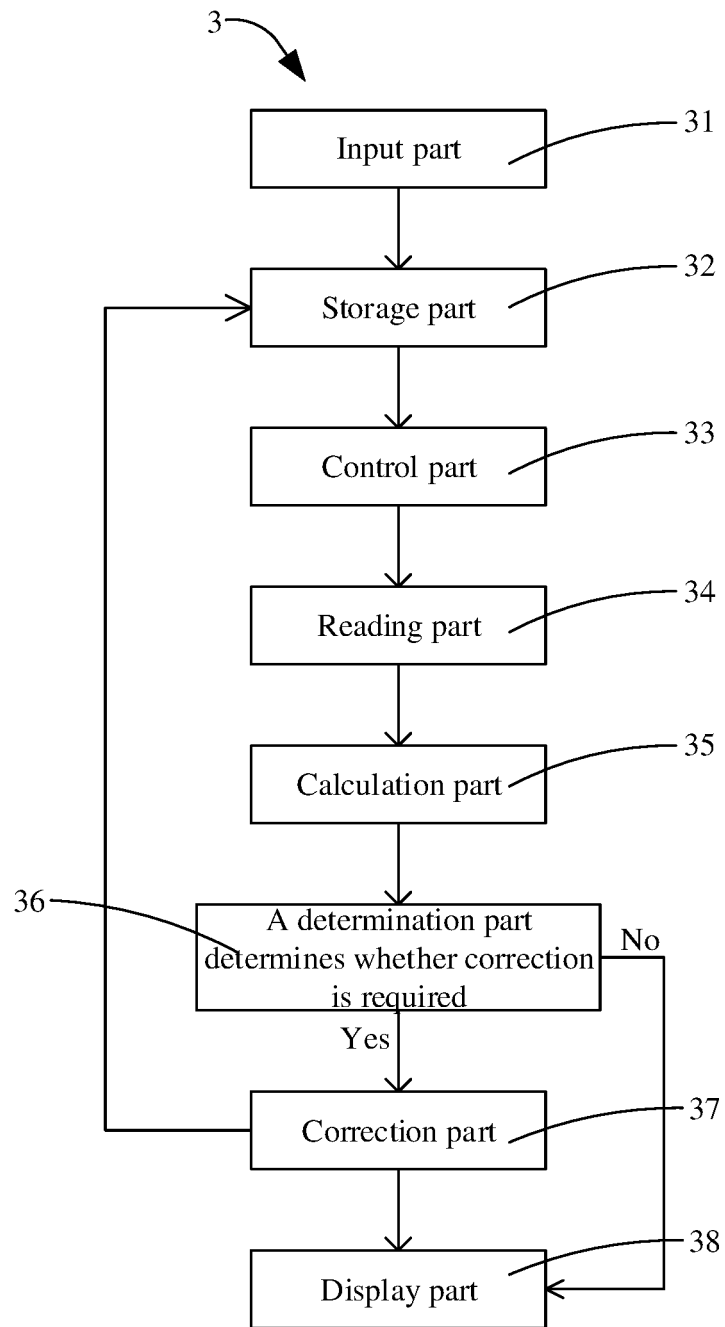 3
Input part
31
Storage part
32
Control part
33
Reading part
34
Calculation part
35
36
A determination part
determines whether correction
is required
No
Yes
Correction part
37
Display part
38